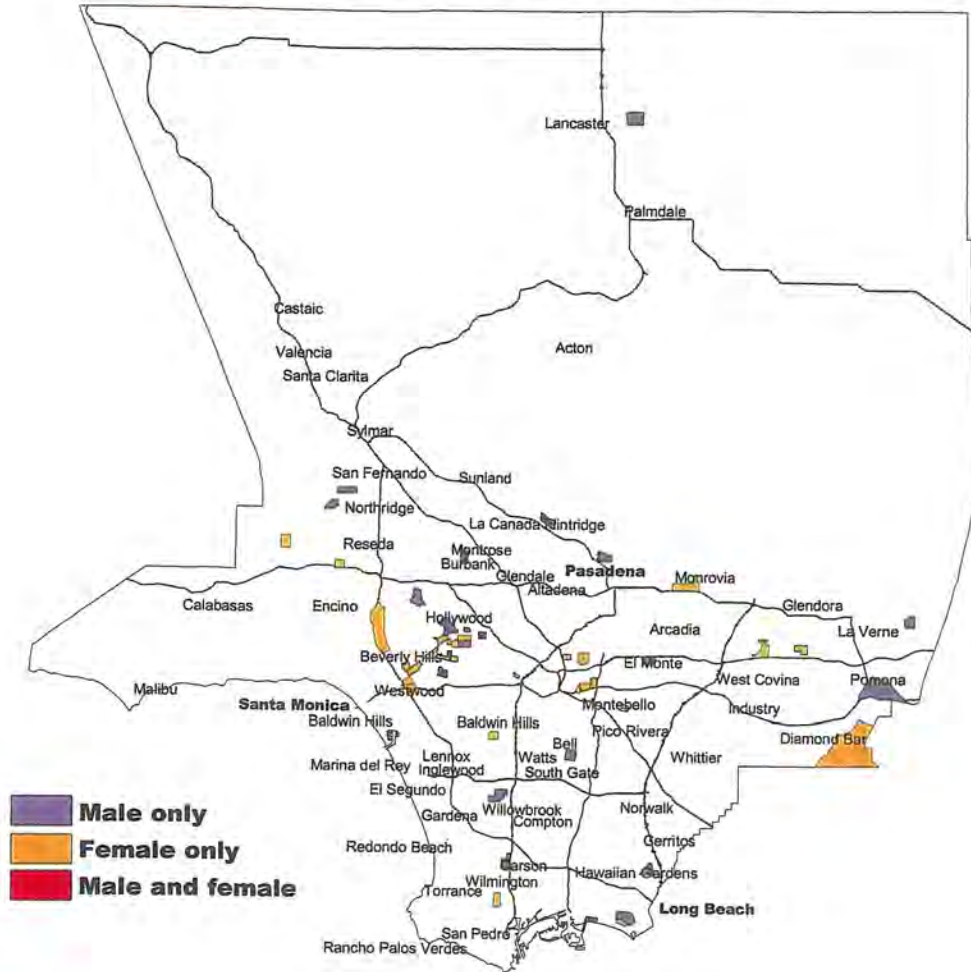 Lancaster
Palmdale
Castaic
Acton
Valencia
Santa Clarita
Sylmar
San Fernando
Sunland
Northridge
La Canada Flintridge
Reseda
Montrose
Burbank
Pasadena
Glendale
Monrovia
Altadena
Calabasas
Encino
Glendora
Hollywood
Arcadia
La Verne
Beverly Hills
El Monte
West Covina
Pomona
Malibu
Westwood
Santa Monica
Montebello
Industry
Baldwin Hills
Baldwin Hills
Pico Rivera
Diamond Bar
Bell
Marina del Rey
Lennox
Watts
Whittier
Inglewood
South Gate
El Segundo
Male only
Willowbrook
Norwalk
Gardena
Compton
Female only
Redondo Beach
Cerritos
Carson
Hawaiian Gardens
Male and female
Torrance
Wilmington
Long Beach
San Pedro
Rancho Palos Verdes